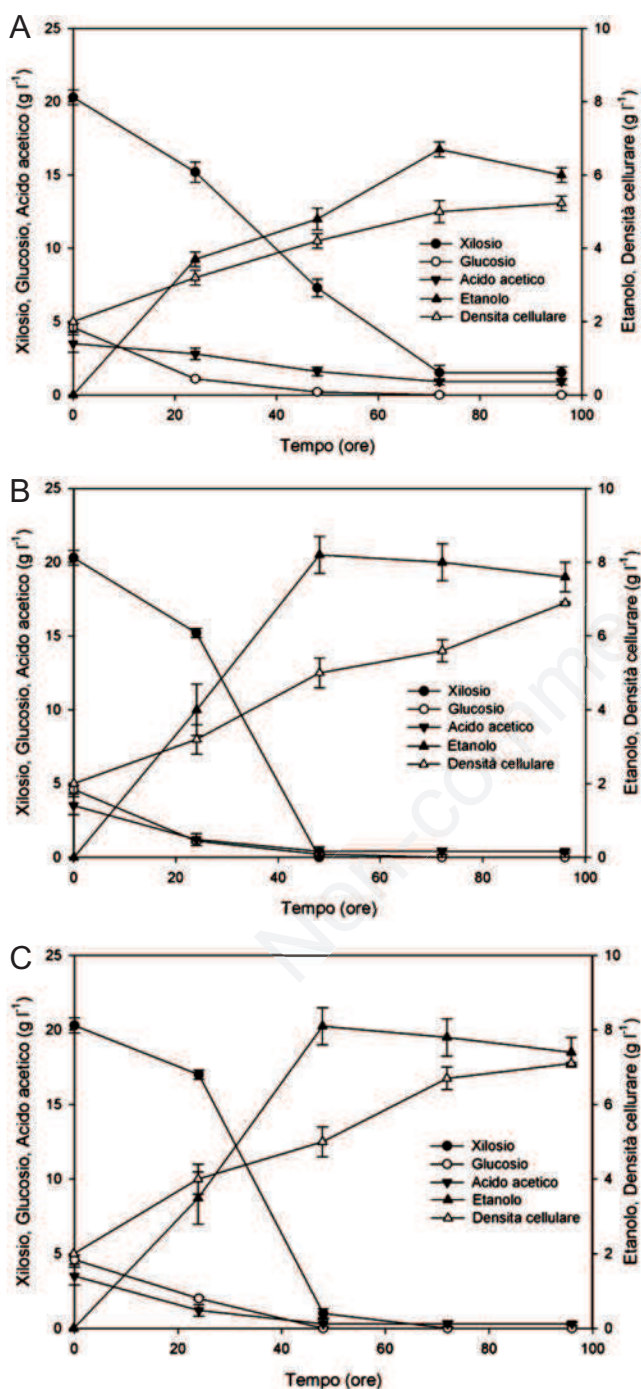 A
Xilosio, Glucosio, Acido acetico (g l⁻¹)
25
20
15
10
5
0
10
8
6
4
2
0
Etanolo, Densità cellurare (g l⁻¹)
Xilosio
Glucosio
Acido acetico
Etanolo
Densita cellulare
0 20 40 60 80 100
Tempo (ore)
B
Xilosio, Glucosio, Acido acetico (g l⁻¹)
25
20
15
10
5
0
10
8
6
4
2
0
Etanolo, Densità cellurare (g l⁻¹)
Xilosio
Glucosio
Acido acetico
Etanolo
Densità cellulare
0 20 40 60 80 100
Tempo (ore)
Non-comme
C
Xilosio, Glucosio, Acido acetico (g l⁻¹)
25
20
15
10
5
0
10
8
6
4
2
0
Etanolo, Densità cellurare (g l⁻¹)
Xilosio
Glucosio
Acido acetico
Etanolo
Densita cellulare
0 20 40 60 80 100
Tempo (ore)